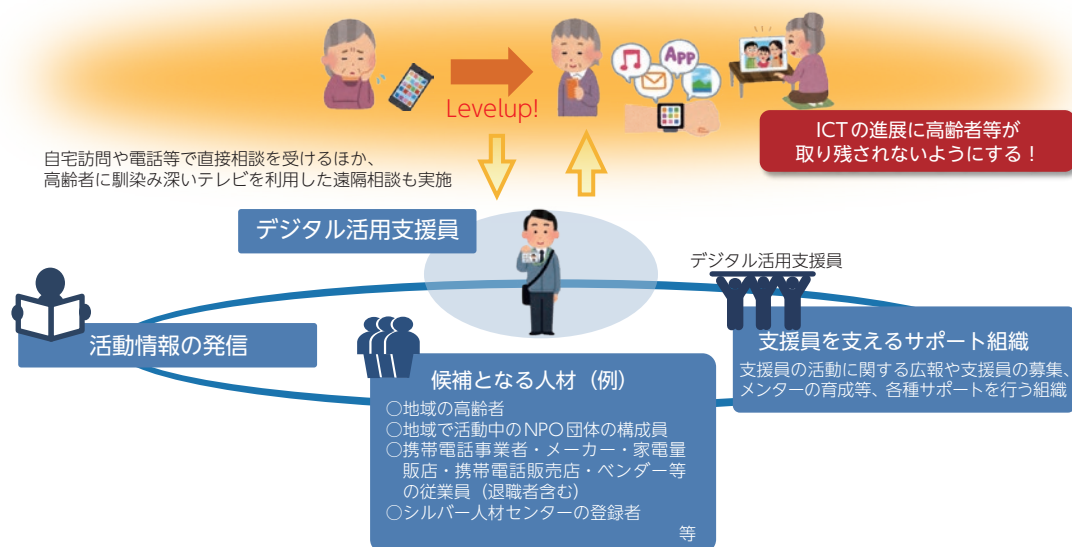 App
Levelup!
ICTの進展に高齢者等が
取り残されないようにする！
自宅訪問や電話等で直接相談を受けるほか、
高齢者に馴染み深いテレビを利用した遠隔相談も実施
デジタル活用支援員
デジタル活用支援員
活動情報の発信
支援員を支えるサポート組織
支援員の活動に関する広報や支援員の募集、
メンターの育成等、各種サポートを行う組織
候補となる人材（例）
○地域の高齢者
○地域で活動中のNPO団体の構成員
○携帯電話事業者・メーカー・家電量
販店・携帯電話販売店・ベンダー等
の従業員（退職者含む）
○シルバー人材センターの登録者
等